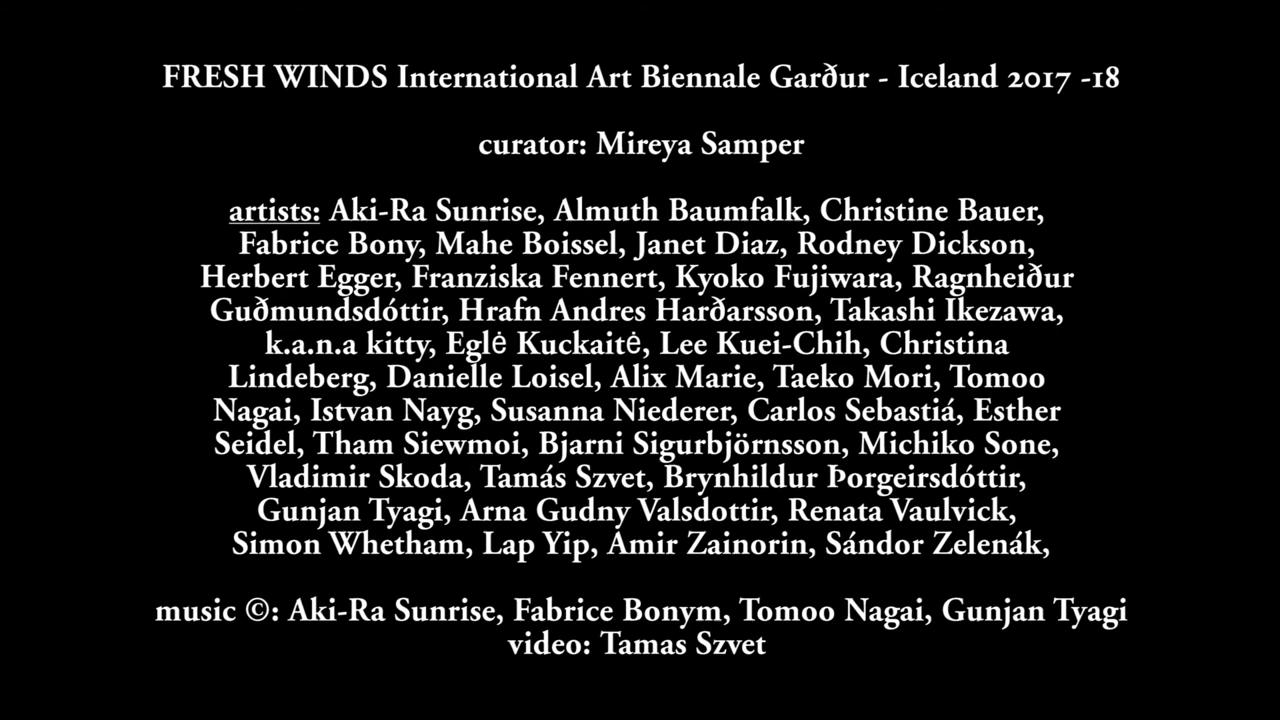 FRESH WINDS International Art Biennale Garður - Iceland 2017 -18
curator: Mireya Samper
artists: Aki-Ra Sunrise, Almuth Baumfalk, Christine Bauer,
Fabrice Bony, Mahe Boissel, Janet Diaz, Rodney Dickson,
Herbert Egger, Franziska Fennert, Kyoko Fujiwara, Ragnheiður
Guðmundsdóttir, Hrafn Andres Harðarsson, Takashi Ikezawa,
k.a.n.a kitty, Eglė Kuckaitė, Lee Kuei-Chih, Christina
Lindeberg, Danielle Loisel, Alix Marie, Taeko Mori, Tomoo
Nagai, Istvan Nayg, Susanna Niederer, Carlos Sebastiá, Esther
Seidel, Tham Siewmoi, Bjarni Sigurbjörnsson, Michiko Sone,
Vladimir Skoda, Tamás Szvet, Brynhildur Þorgeirsdóttir,
Gunjan Tyagi, Arna Gudny Valsdottir, Renata Vaulvick,
Simon Whetham, Lap Yip, Amir Zainorin, Sándor Zelenák,
music ©: Aki-Ra Sunrise, Fabrice Bonym, Tomoo Nagai, Gunjan Tyagi
video: Tamas Szvet